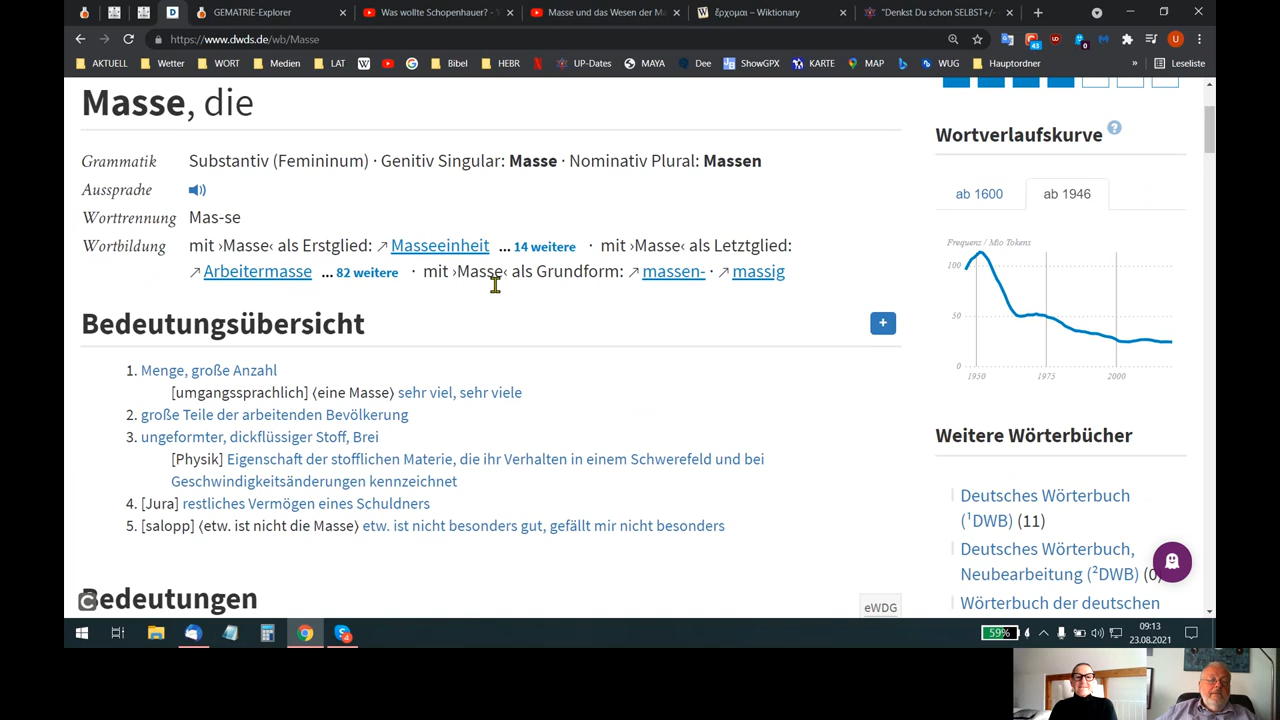 GEMATRIE-Explorer
Was wollte Schopenhauer? - Y
Masse und das Wesen der Ma
ἔρχομαι – Wiktionary
"Denkst Du schon SELBST+/-
https://www.dwds.de/wb/Masse
43
0
U
AKTUELL
Wetter
WORT
Medien
LAT
Bibel
HEBR
UP-Dates
MAYA
Dee
ShowGPX
KARTE
MAP
WUG
Hauptordner
»
Leseliste
Masse, die
Grammatik Substantiv (Femininum) · Genitiv Singular: Masse · Nominativ Plural: Massen
Aussprache
Worttrennung Mas-se
Wortbildung mit ›Masse‹ als Erstglied: ↗ Masseeinheit ... 14 weitere · mit ›Masse‹ als Letztglied:
↗ Arbeitermasse ... 82 weitere · mit ›Masse‹ als Grundform: ↗ massen- · ↗ massig
Bedeutungsübersicht
+
1. Menge, große Anzahl
[umgangssprachlich] ⟨eine Masse⟩ sehr viel, sehr viele
2. große Teile der arbeitenden Bevölkerung
3. ungeformter, dickflüssiger Stoff, Brei
[Physik] Eigenschaft der stofflichen Materie, die ihr Verhalten in einem Schwerefeld und bei
Geschwindigkeitsänderungen kennzeichnet
4. [Jura] restliches Vermögen eines Schuldners
5. [salopp] ⟨etw. ist nicht die Masse⟩ etw. ist nicht besonders gut, gefällt mir nicht besonders
Bedeutungen
eWDG
Wortverlaufskurve ?
ab 1600
ab 1946
Frequenz / Mio Tokens
100
50
0
1950 1975 2000
Weitere Wörterbücher
Deutsches Wörterbuch
(¹DWB) (11)
Deutsches Wörterbuch,
Neubearbeitung (²DWB) (0)
Wörterbuch der deutschen
59%
09:13
23.08.2021